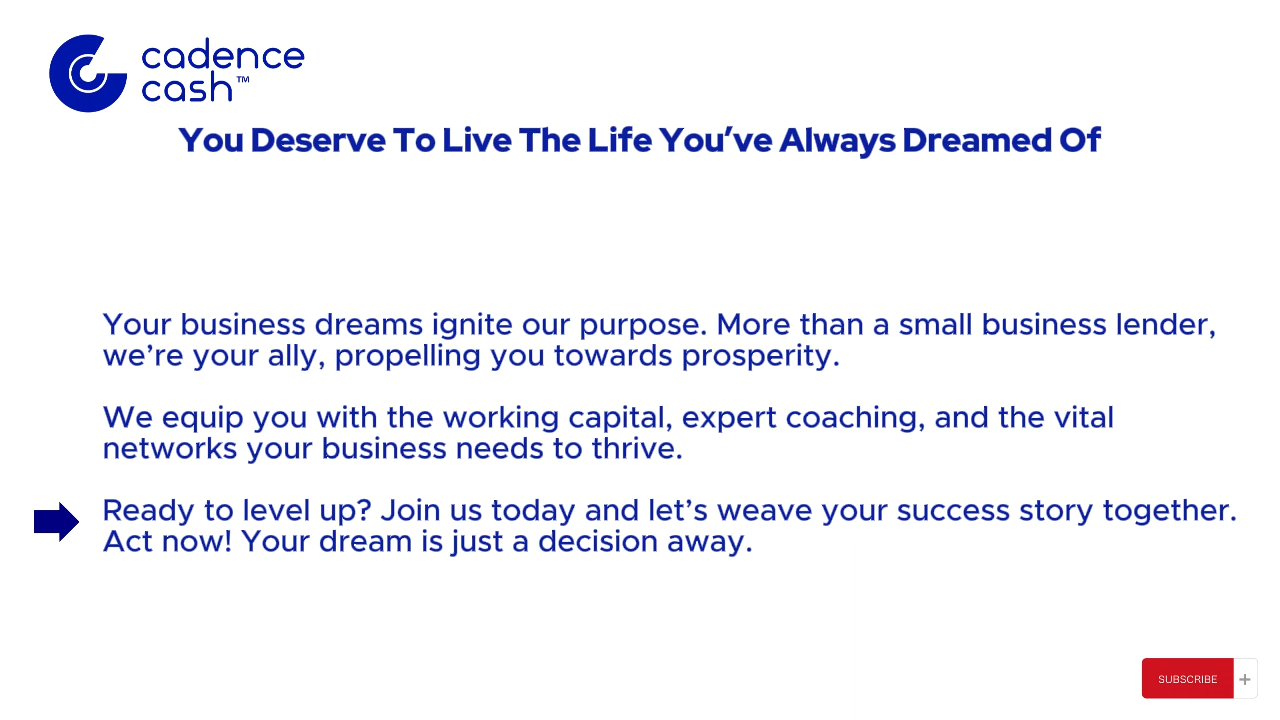 cadence
cash™
You Deserve To Live The Life You’ve Always Dreamed Of
Your business dreams ignite our purpose. More than a small business lender,
we’re your ally, propelling you towards prosperity.
We equip you with the working capital, expert coaching, and the vital
networks your business needs to thrive.
Ready to level up? Join us today and let’s weave your success story together.
Act now! Your dream is just a decision away.
SUBSCRIBE +